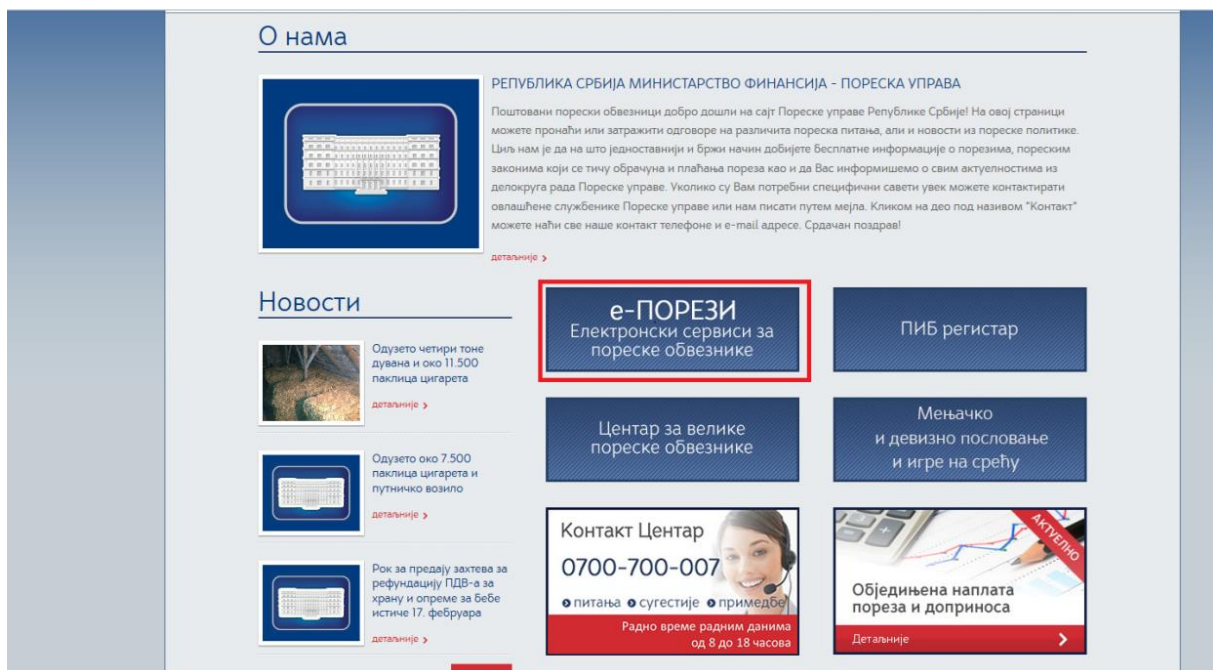 О нама
РЕПУБЛИКА СРБИЈА МИНИСТАРСТВО ФИНАНСИЈА - ПОРЕСКА УПРАВА
Поштовани порески обвезници добро дошли на сајт Пореске управе Републике Србије! На овој страници
можете пронаћи или затражити одговоре на различита пореска питања, али и новости из пореске политике.
Циљ нам је да на што једноставнији и бржи начин добијете бесплатне информације о порезима, пореским
законима који се тичу обрачуна и плаћања пореза као и да Вас информишемо о свим актуелностима из
делокруга рада Пореске управе. Уколико су Вам потребни специфични савети увек можете контактирати
овлашћене службенике Пореске управе или нам писати путем мејла. Кликом на део под називом "Контакт"
можете наћи све наше контакт телефоне и e-mail адресе. Срдачан поздрав!
детаљније
Новости
Одузето четири тоне
дувана и око 11.500
паклица цигарета
детаљније
Одузето око 7.500
паклица цигарета и
путничко возило
детаљније
Рок за предају захтева за
рефундацију ПДВ-а за
храну и опреме за бебе
истиче 17. фебруара
детаљније
е-ПОРЕЗИ
Електронски сервиси за
пореске обвезнике
ПИБ регистар
Центар за велике
пореске обвезнике
Мењачко
и девизно пословање
и игре на срећу
Контакт Центар
0700-700-007
питања сугестије примедбе
Радно време радним данима
од 8 до 18 часова
АКТУЕЛНО
Обједињена наплата
пореза и доприноса
Детаљније